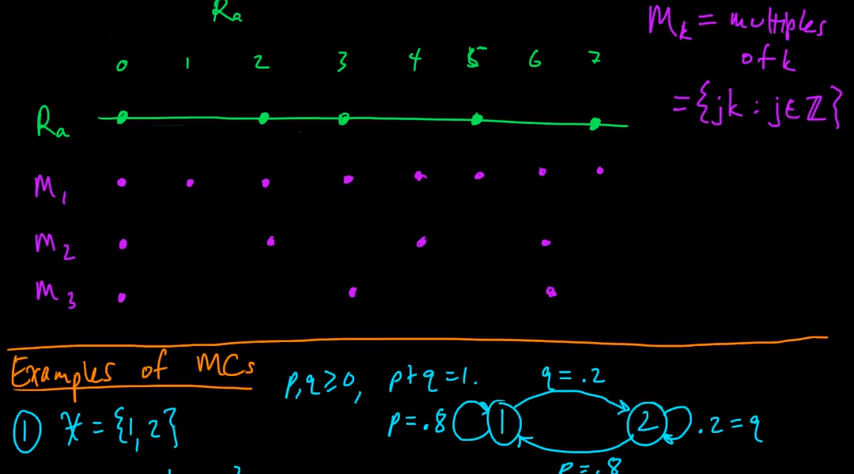 Ra
0 1 2 3 4 5 6 7
Ra
M1
M2
M3
Mk = multiples
of k
= {jk : j∈ℤ}
Examples of MCs
p,q≥0, p+q=1.
① 𝒳 = {1,2}
q=.2
p=.8 1 2 .2=q
p=.8